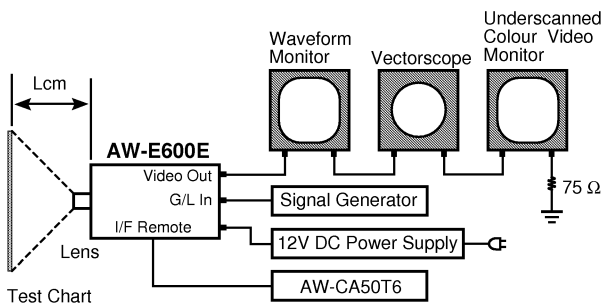 Underscanned
Colour Video
Monitor
Waveform
Monitor
Vectorscope
Lcm
AW-E600E
Video Out
G/L In
I/F Remote
Signal Generator
75 Ω
12V DC Power Supply
Lens
AW-CA50T6
Test Chart